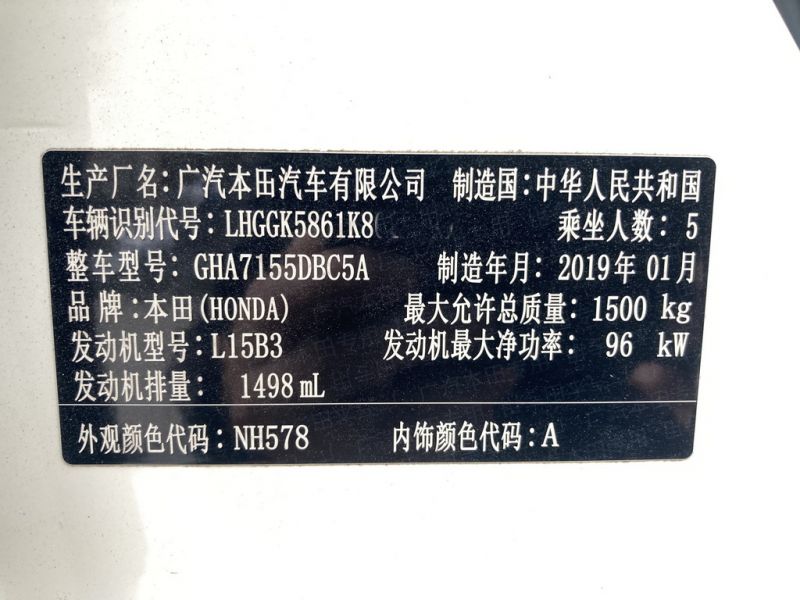 生产厂名：广汽本田汽车有限公司 制造国：中华人民共和国
车辆识别代号：LHGGK5861K8 乘坐人数：5
整车型号：GHA7155DBC5A 制造年月：2019年01月
品牌：本田(HONDA) 最大允许总质量：1500 kg
发动机型号：L15B3 发动机最大净功率：96 kW
发动机排量：1498mL
外观颜色代码：NH578 内饰颜色代码：A